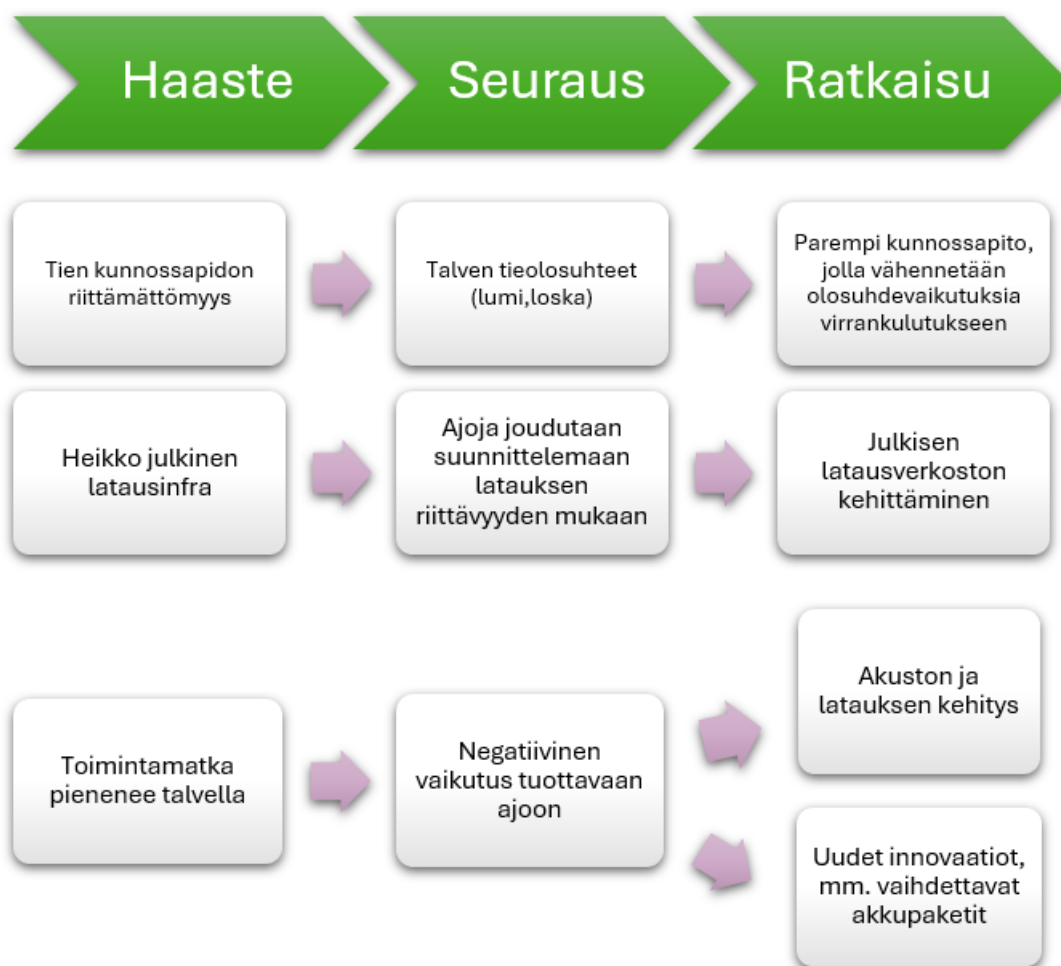 Haaste
Seuraus
Ratkaisu
Tien kunnossapidon
riittämättömyys
Talven tieolosuhteet
(lumi,loska)
Parempi kunnossapito,
jolla vähennetään
olosuhdevaikutuksia
virrankulutukseen
Heikko julkinen
latausinfra
Ajoja joudutaan
suunnittelemaan
latauksen
riittävyyden mukaan
Julkisen
latausverkoston
kehittäminen
Toimintamatka
pienenee talvella
Negatiivinen
vaikutus tuottavaan
ajoon
Akuston ja
latauksen kehitys
Uudet innovaatiot,
mm. vaihdettavat
akkupaketit